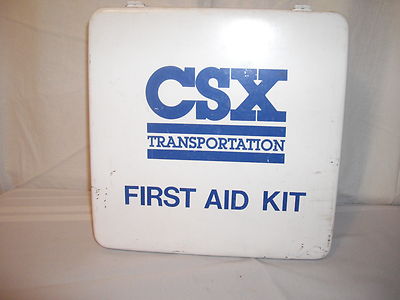 CSX
TRANSPORTATION
FIRST AID KIT